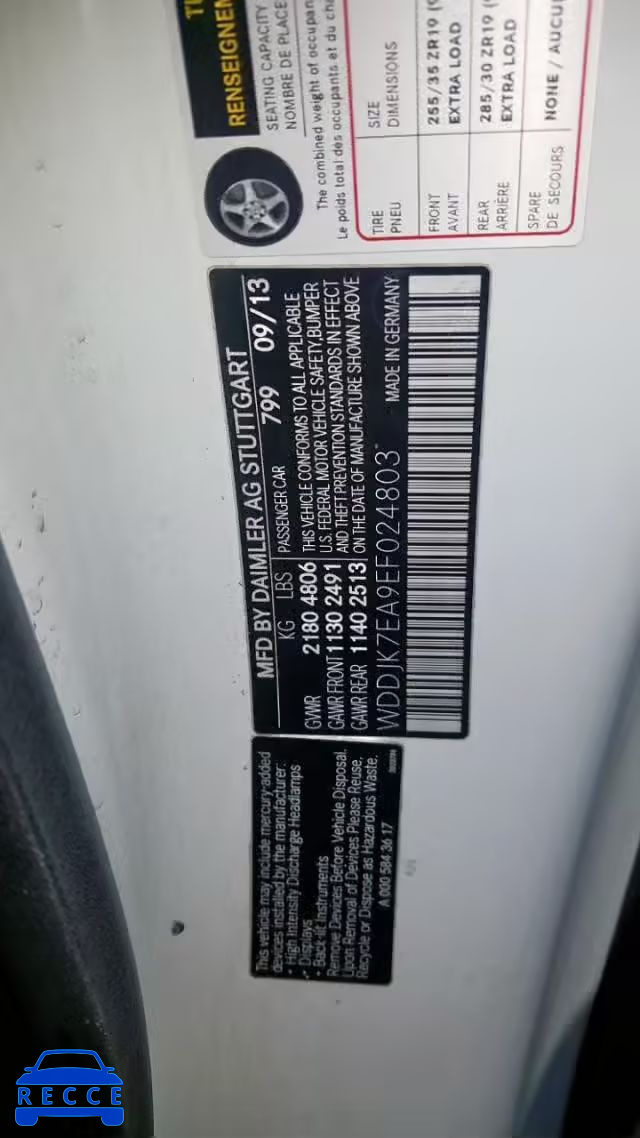 RENSEIGNEMEN
SEATING CAPACITY
NOMBRE DE PLACE
The combined weight of occupan
Le poids total des occupants et du cha
TIRE
PNEU
SIZE
DIMENSIONS
FRONT
AVANT
255/35 ZR19
EXTRA LOAD
REAR
ARRIÈRE
285/30 ZR19
EXTRA LOAD
SPARE
DE SECOURS
NONE / AUCU
MFD BY DAIMLER AG STUTTGART
KG LBS PASSENGER CAR 799 09/13
GVWR 2180 4806 THIS VEHICLE CONFORMS TO ALL APPLICABLE
U.S. FEDERAL MOTOR VEHICLE SAFETY, BUMPER
GAWR FRONT 1130 2491 AND THEFT PREVENTION STANDARDS IN EFFECT
GAWR REAR 1140 2513 ON THE DATE OF MANUFACTURE SHOWN ABOVE
WDDJK7EA9EF024803 MADE IN GERMANY
This vehicle may include mercury-added
devices installed by the manufacturer:
• High Intensity Discharge Headlamps
• Displays
• Back-lit Instruments
Remove Devices Before Vehicle Disposal.
Upon Removal of Devices Please Reuse,
Recycle or Dispose as Hazardous Waste.
A 000 584 36 17
RECCE